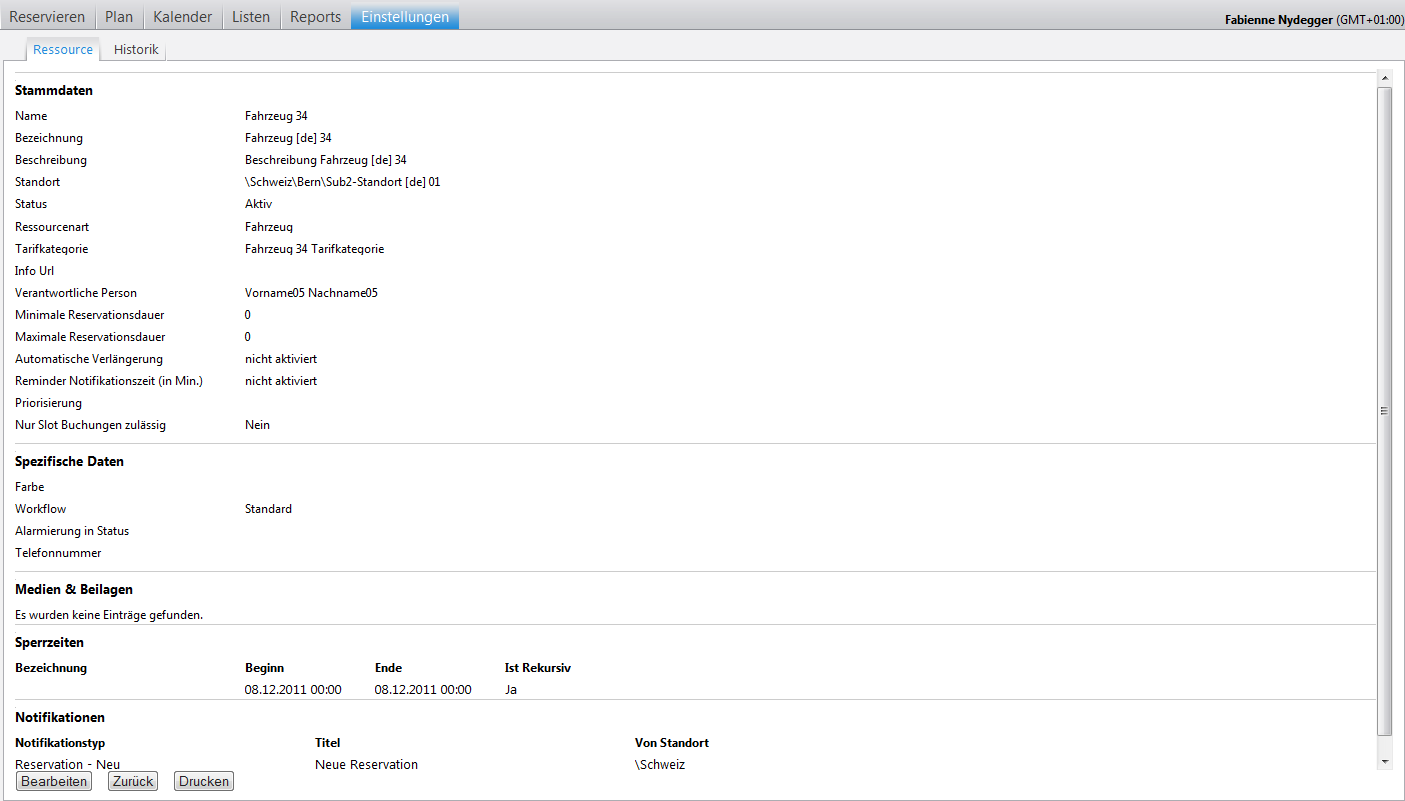 Reservieren Plan Kalender Listen Reports Einstellungen Fabienne Nydegger (GMT+01:00)
Ressource Historik
Stammdaten
Name Fahrzeug 34
Bezeichnung Fahrzeug [de] 34
Beschreibung Beschreibung Fahrzeug [de] 34
Standort \Schweiz\Bern\Sub2-Standort [de] 01
Status Aktiv
Ressourcenart Fahrzeug
Tarifkategorie Fahrzeug 34 Tarifkategorie
Info Url
Verantwortliche Person Vorname05 Nachname05
Minimale Reservationsdauer 0
Maximale Reservationsdauer 0
Automatische Verlängerung nicht aktiviert
Reminder Notifikationszeit (in Min.) nicht aktiviert
Priorisierung
Nur Slot Buchungen zulässig Nein
Spezifische Daten
Farbe
Workflow Standard
Alarmierung in Status
Telefonnummer
Medien & Beilagen
Es wurden keine Einträge gefunden.
Sperrzeiten
Bezeichnung Beginn Ende Ist Rekursiv
08.12.2011 00:00 08.12.2011 00:00 Ja
Notifikationen
Notifikationstyp Titel Von Standort
Reservation - Neu Neue Reservation \Schweiz
Bearbeiten Zurück Drucken